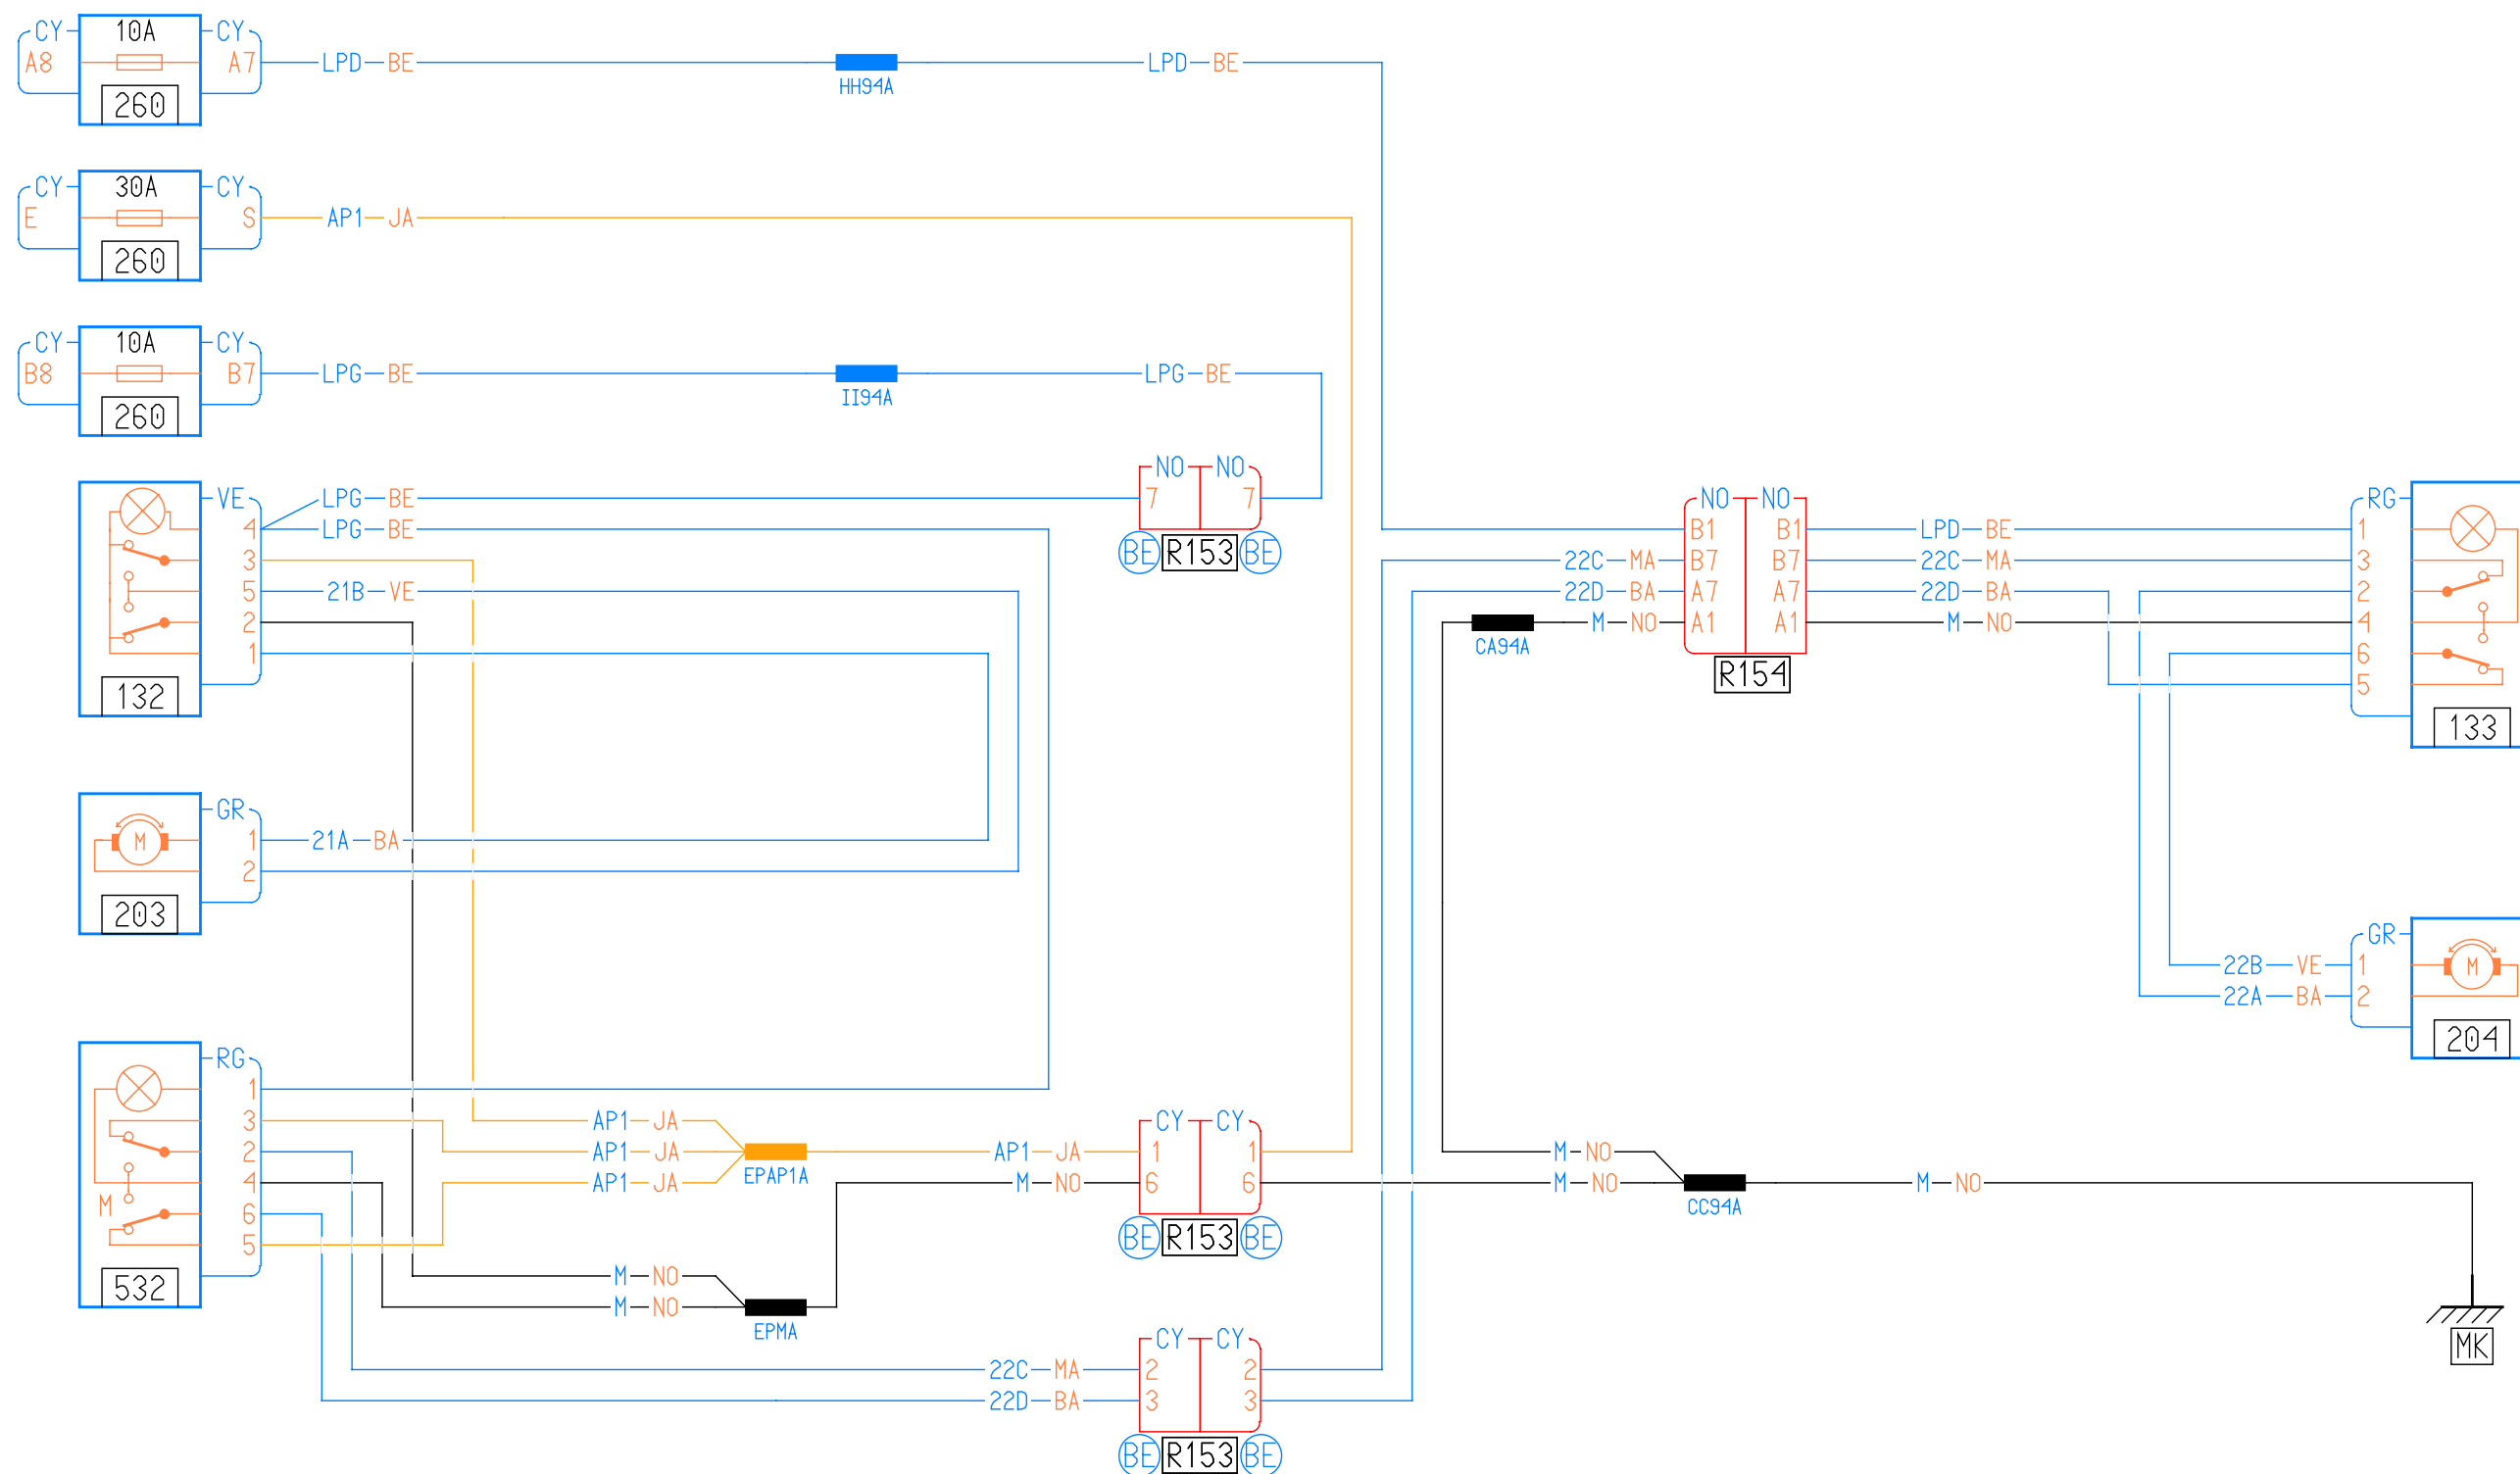 CY 10A CY
A8 A7 LPD BE LPD BE
HH94A
260
CY 30A CY
E S AP1 JA
260
CY 10A CY
B8 B7 LPG BE LPG BE
II94A
260
NO NO
VE LPG BE 7 7 NO NO RG
4 LPG BE B1 B1 LPD BE 1
BE R153 BE
3 22C MA B7 B7 22C MA 3
5 21B VE 22D BA A7 A7 22D BA 2
2 M NO A1 A1 M NO 4
CA94A
1 6
R154
5
132
133
GR
1 21A BA
2
203
GR
22B VE 1
M
22A BA 2
204
RG
1
3 AP1 JA CY CY
2 AP1 JA AP1 JA 1 1 M NO
EPAP1A
4 AP1 JA M NO 6 6 M NO M NO
M
CC94A
6
5
BE R153 BE
532
M NO
M NO
EPMA
CY CY
MK
22C MA 2 2
22D BA 3 3
BE R153 BE
M